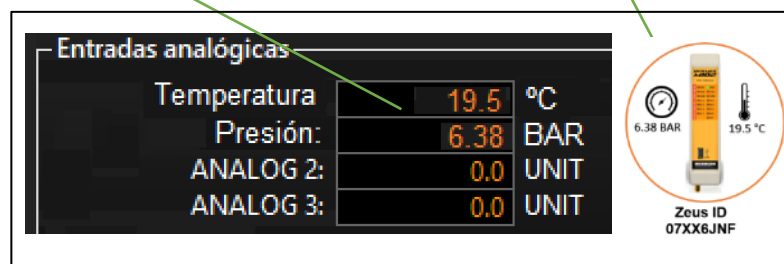 Entradas analógicas
Temperatura 19.5 ºC
Presión: 6.38 BAR
ANALOG 2: 0.0 UNIT
ANALOG 3: 0.0 UNIT
6.38 BAR
19.5 °C
Zeus ID
07XX6JNF